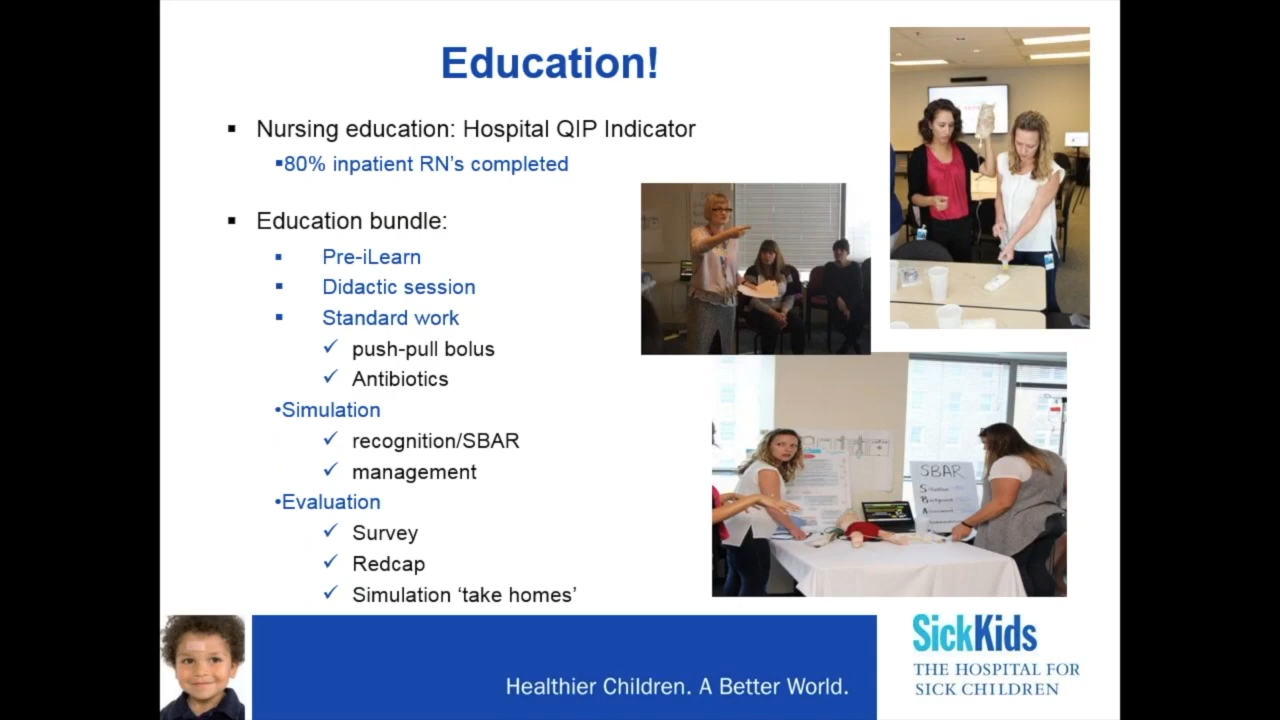 Education!
▪ Nursing education: Hospital QIP Indicator
▪80% inpatient RN's completed
▪ Education bundle:
▪ Pre-iLearn
▪ Didactic session
▪ Standard work
✓ push-pull bolus
✓ Antibiotics
•Simulation
✓ recognition/SBAR
✓ management
•Evaluation
✓ Survey
✓ Redcap
✓ Simulation ‘take homes’
SBAR
Healthier Children. A Better World.
SickKids
THE HOSPITAL FOR
SICK CHILDREN